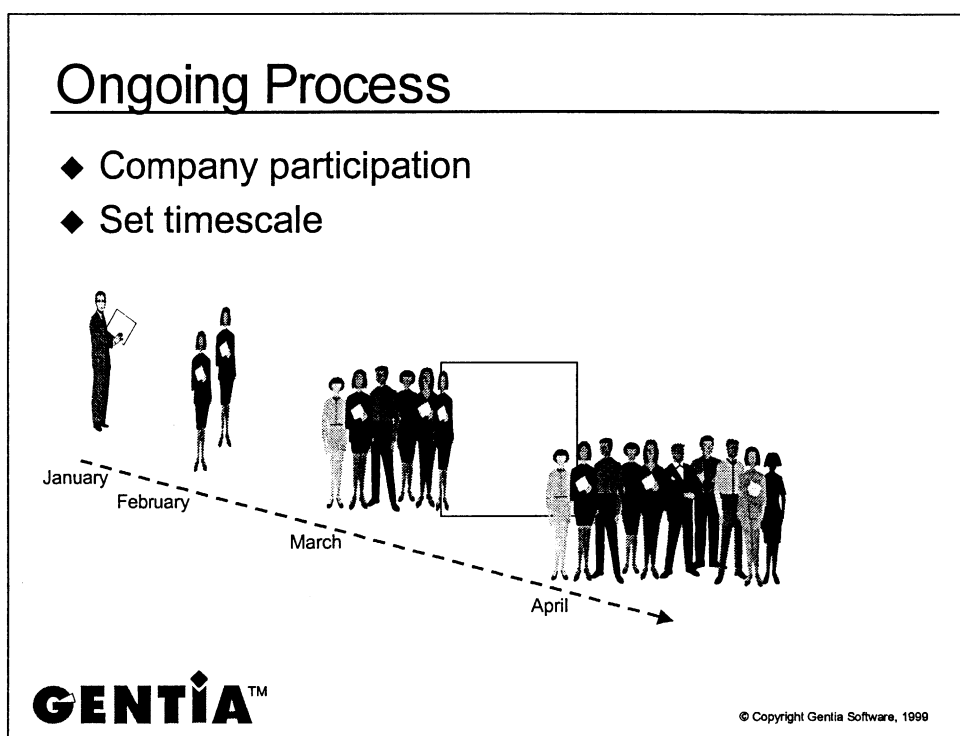 Ongoing Process
◆ Company participation
◆ Set timescale
January
February
March
April
GENTiA™
© Copyright Gentia Software, 1999